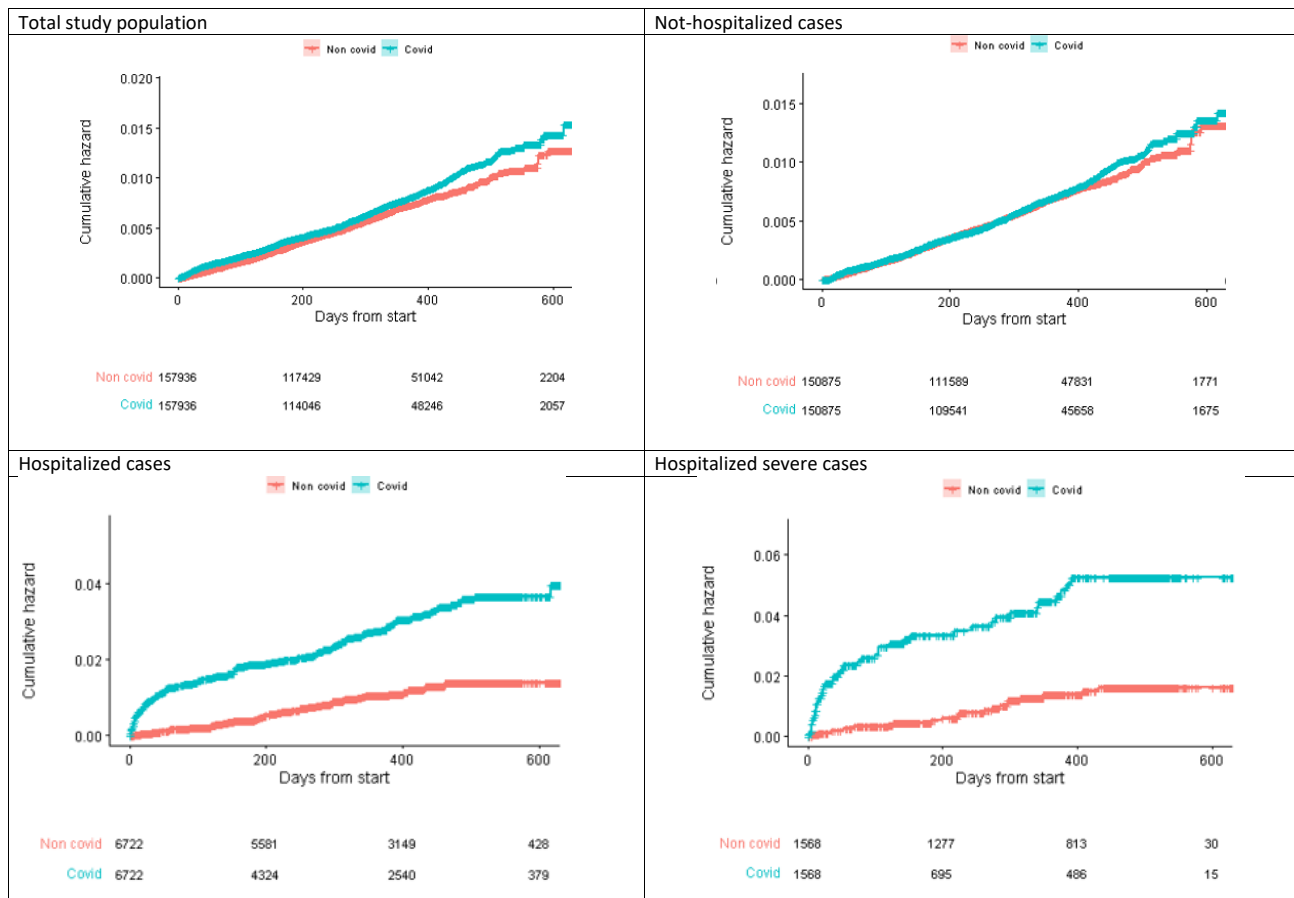 Total study population
Non covid Covid
Cumulative hazard
0.020
0.015
0.010
0.005
0.000
0 200 400 600
Days from start
Non covid 157936 117429 51042 2204
Covid 157936 114046 48246 2057
Not-hospitalized cases
Non covid Covid
Cumulative hazard
0.015
0.010
0.005
0.000
0 200 400 600
Days from start
Non covid 150875 111589 47831 1771
Covid 150875 109541 45658 1675
Hospitalized cases
Non covid Covid
Cumulative hazard
0.04
0.02
0.00
0 200 400 600
Days from start
Non covid 6722 5581 3149 428
Covid 6722 4324 2540 379
Hospitalized severe cases
Non covid Covid
Cumulative hazard
0.06
0.04
0.02
0.00
0 200 400 600
Days from start
Non covid 1568 1277 813 30
Covid 1568 695 486 15